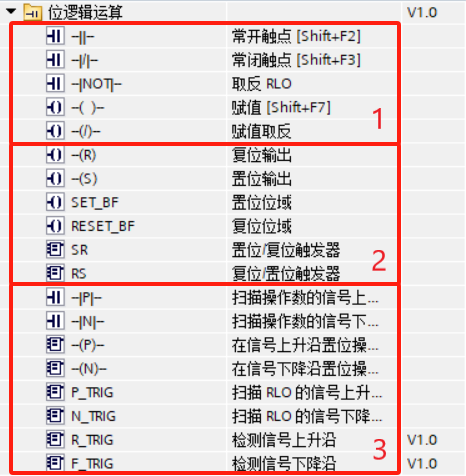 位逻辑运算 V1.0
⊣⊢ 常开触点 [Shift+F2]
-|/|- 常闭触点 [Shift+F3]
-|NOT|- 取反 RLO
-( )- 赋值 [Shift+F7]
-(/)- 赋值取反
1
-(R) 复位输出
-(S) 置位输出
SET_BF 置位位域
RESET_BF 复位位域
SR 置位/复位触发器
RS 复位/置位触发器
2
-|P|- 扫描操作数的信号上...
-|N|- 扫描操作数的信号下...
-(P)- 在信号上升沿置位操...
-(N)- 在信号下降沿置位操...
P_TRIG 扫描 RLO 的信号上升...
N_TRIG 扫描 RLO 的信号下降...
R_TRIG 检测信号上升沿 V1.0
F_TRIG 检测信号下降沿 V1.0
3